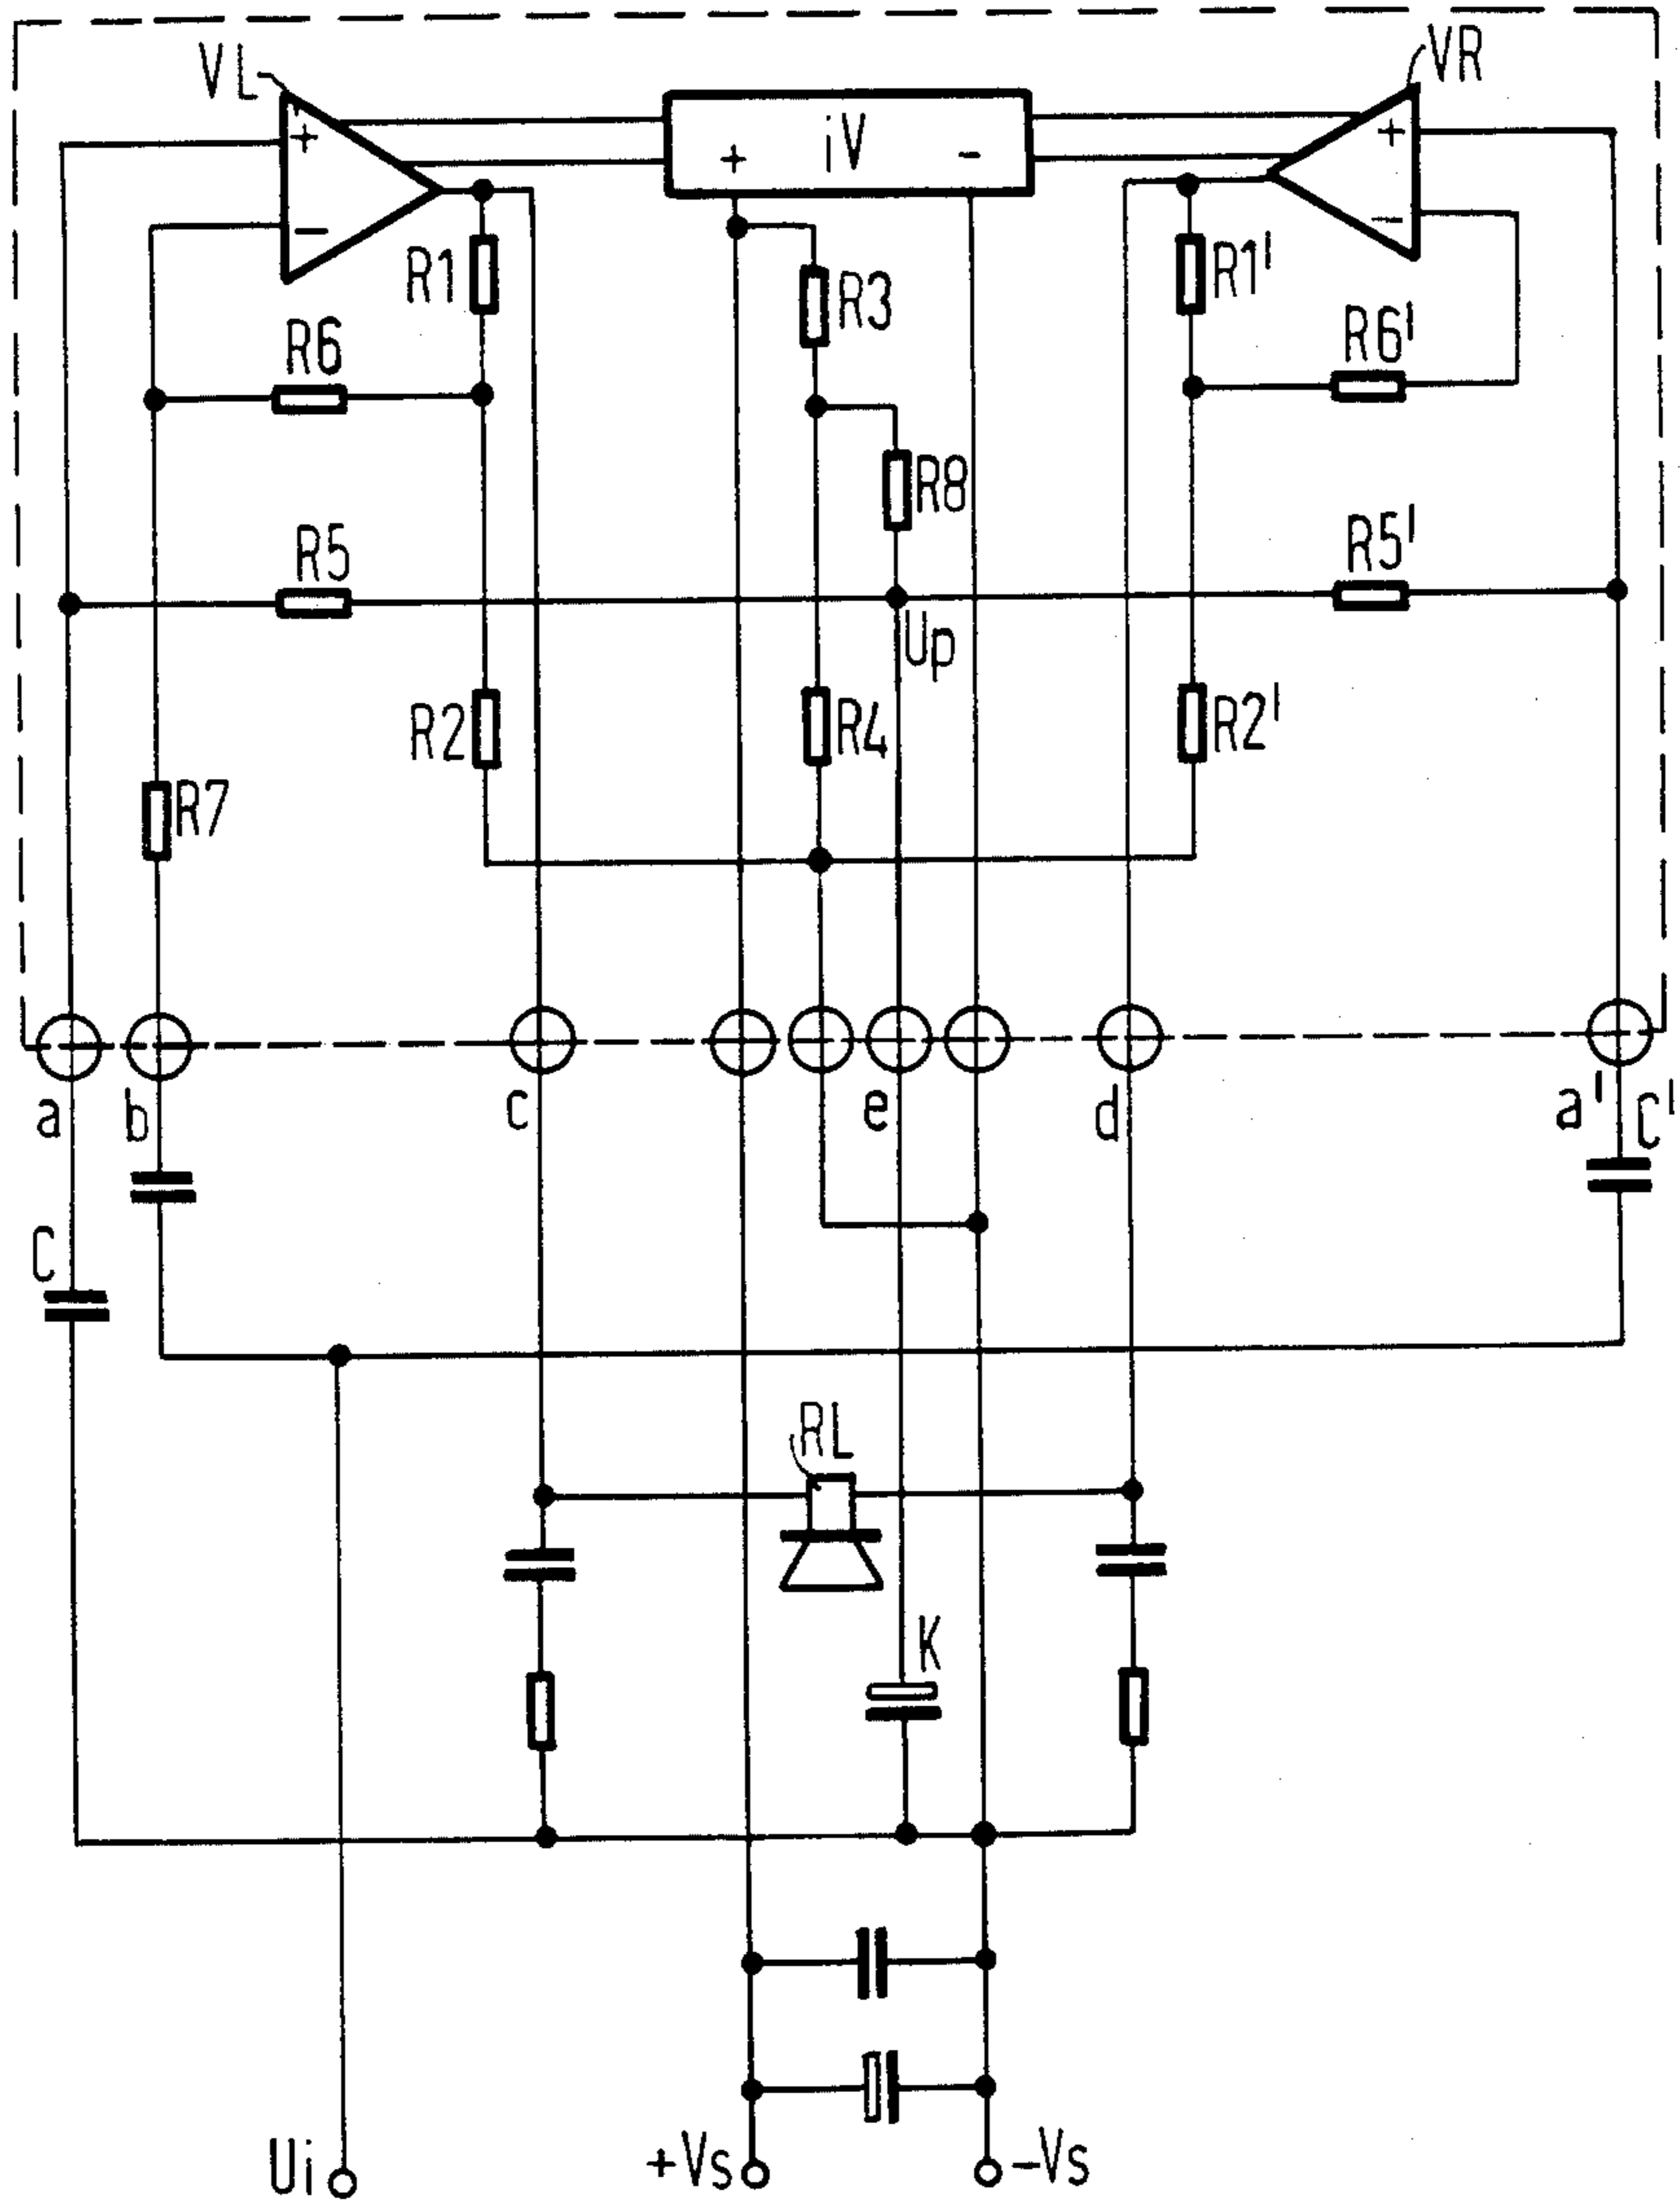 VL
VR
+
iV
+
+
-
-
-
R1
R1'
R3
R6
R6'
R8
R5
R5'
Up
R2
R4
R2'
R7
a
b
c
e
d
a'
C'
C
RL
K
Ui
+Vs
-Vs